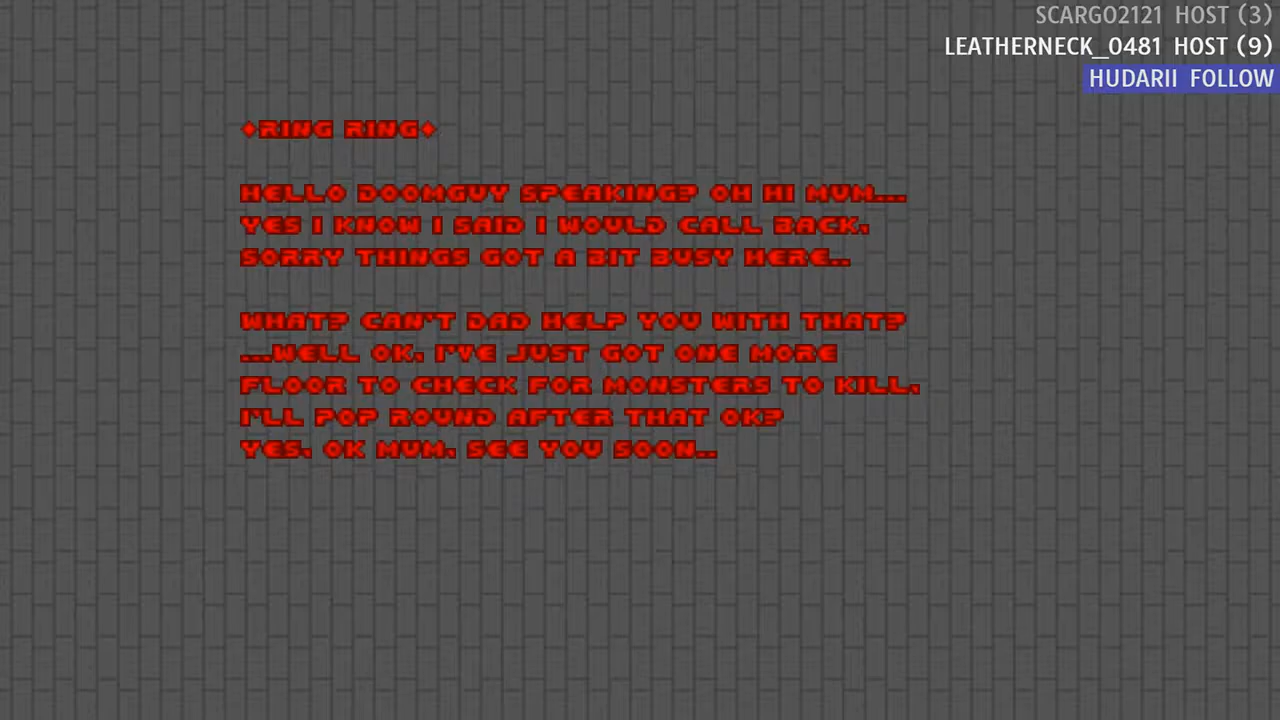 SCARGO2121 HOST (3)
LEATHERNECK_0481 HOST (9)
HUDARII FOLLOW
♦RING RING♦
HELLO DOOMGUY SPEAKING? OH HI MUM...
YES I KNOW I SAID I WOULD CALL BACK,
SORRY THINGS GOT A BIT BUSY HERE..
WHAT? CAN'T DAD HELP YOU WITH THAT?
...WELL OK, I'VE JUST GOT ONE MORE
FLOOR TO CHECK FOR MONSTERS TO KILL,
I'LL POP ROUND AFTER THAT OK?
YES, OK MUM, SEE YOU SOON..